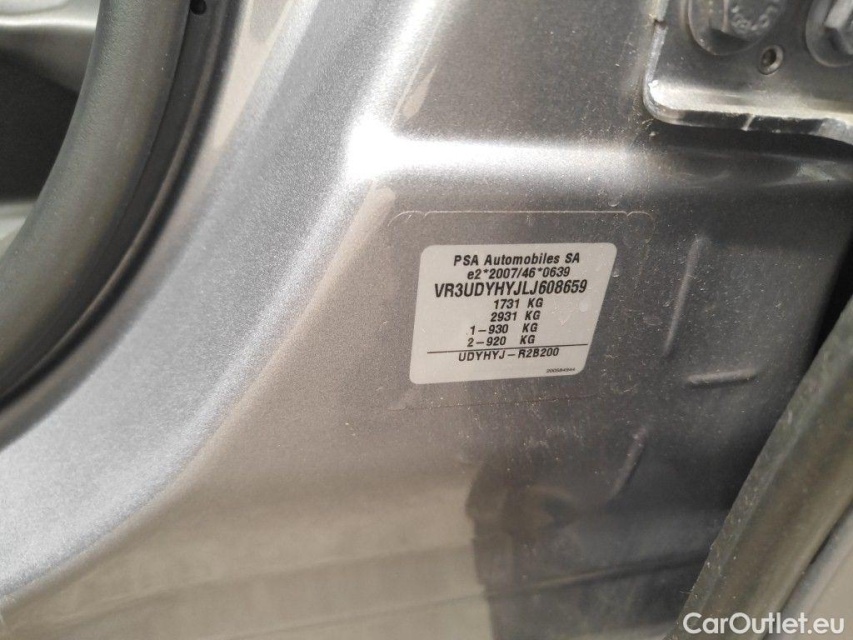 PSA Automobiles SA
e2*2007/46*0639
VR3UDYHYJLJ608659
1731 KG
2931 KG
1-930 KG
2-920 KG
UDYHYJ-R2B200
CarOutlet.eu